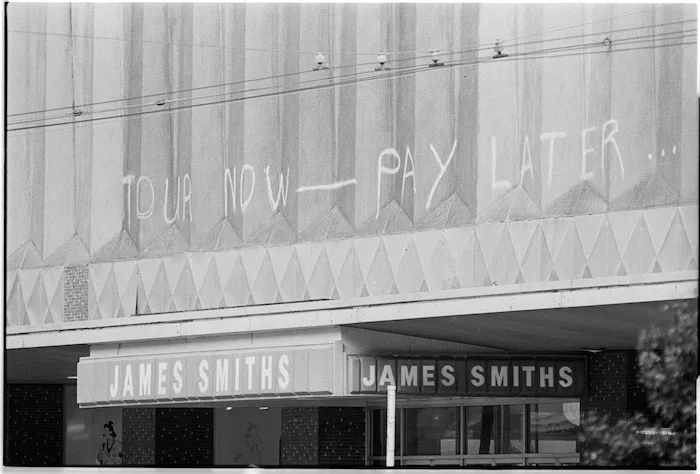 TOUR NOW — PAY LATER...
JAMES SMITHS
JAMES SMITHS